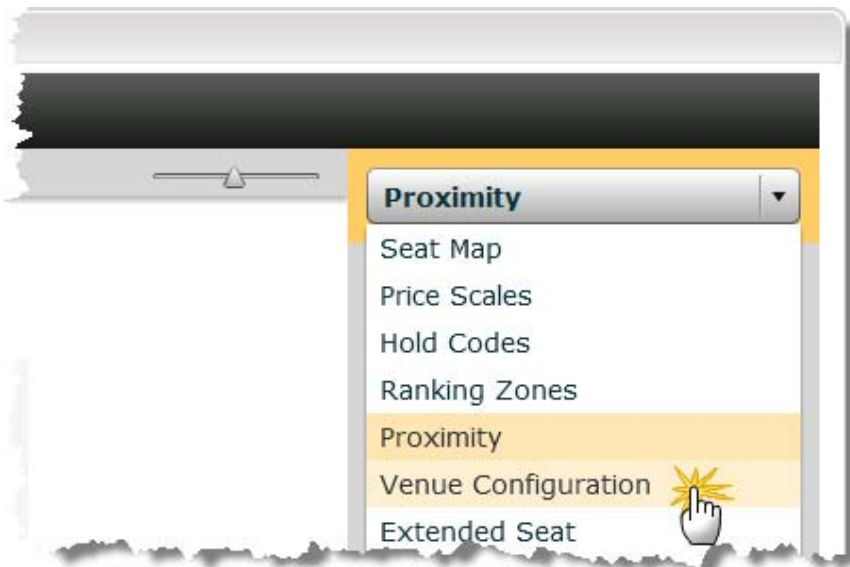 Proximity
Seat Map
Price Scales
Hold Codes
Ranking Zones
Proximity
Venue Configuration
Extended Seat